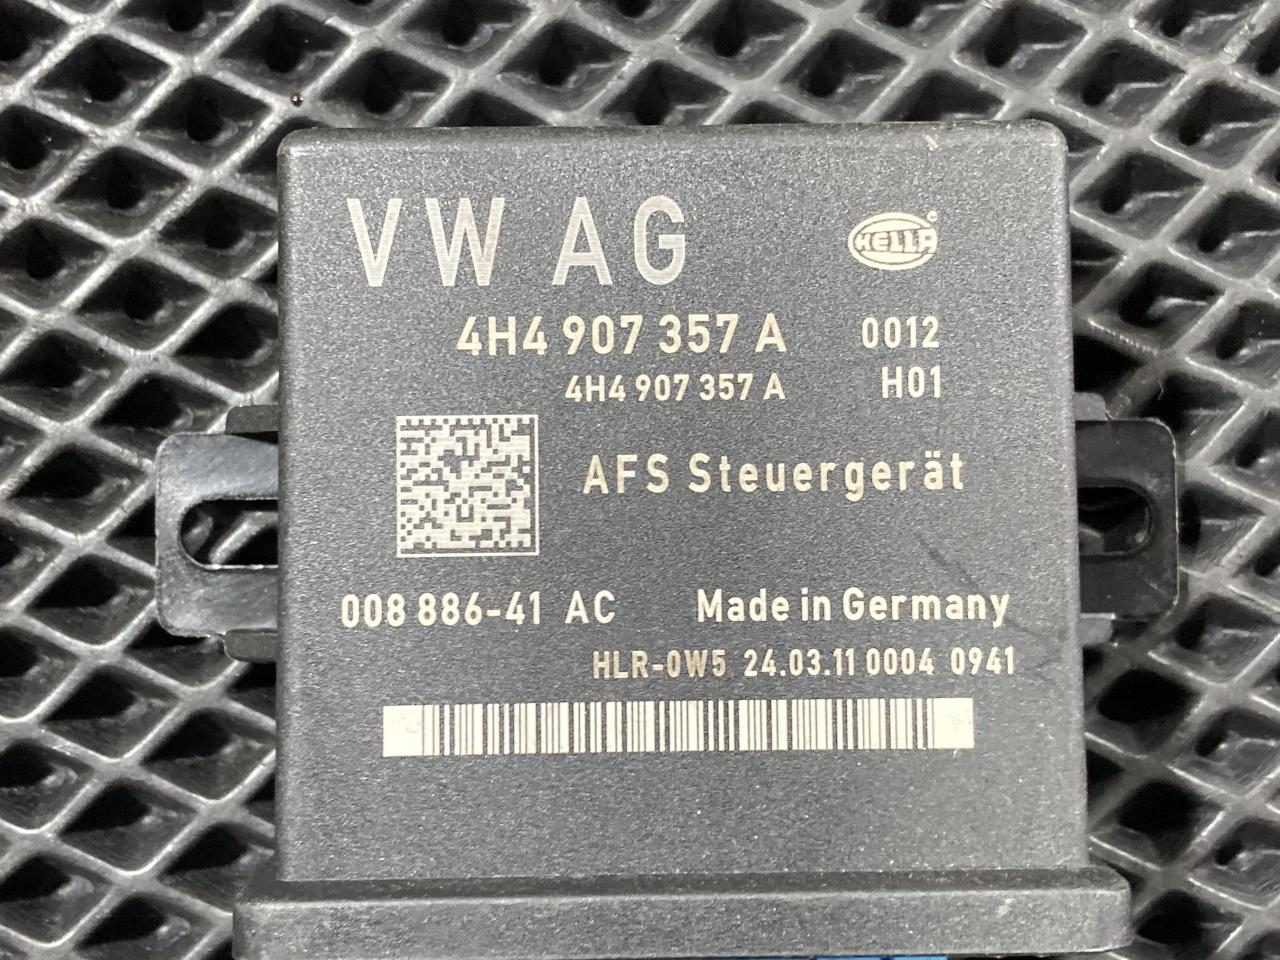 VW AG HELLA®
4H4 907 357 A 0012
4H4 907 357 A H01
AFS Steuergerät
008 886-41 AC Made in Germany
HLR-0W5 24.03.11 0004 0941